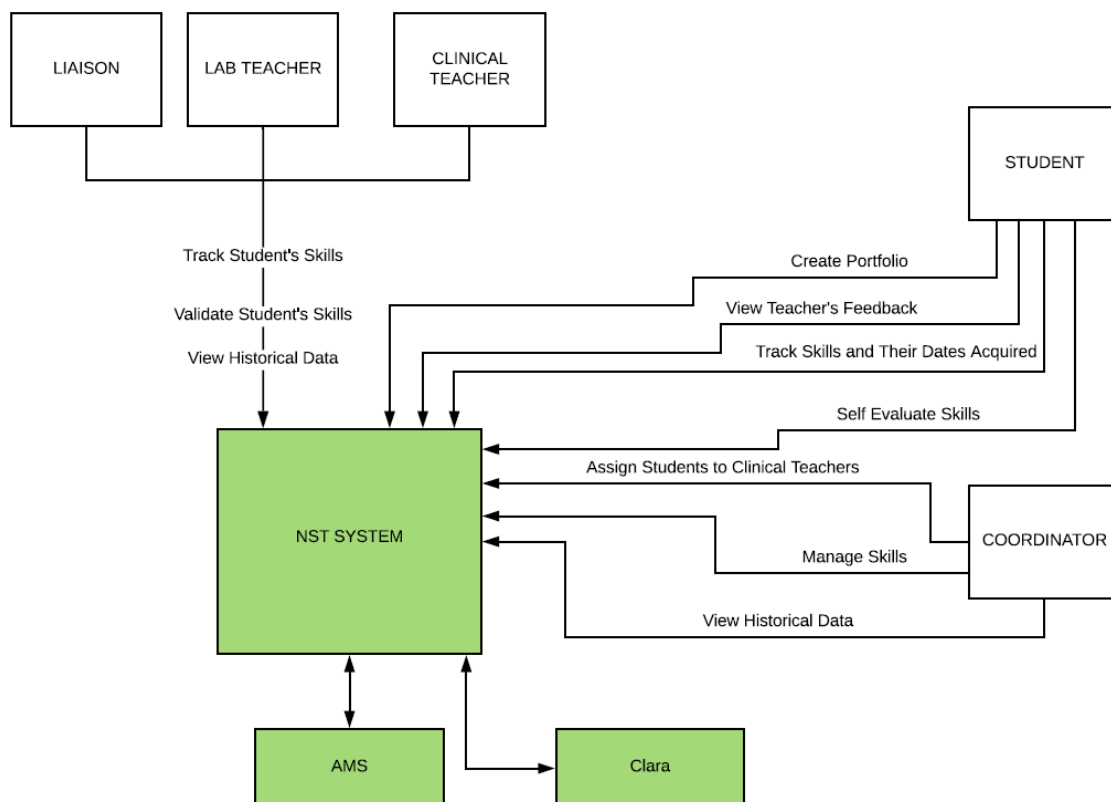 LIAISON
LAB TEACHER
CLINICAL
TEACHER
STUDENT
Track Student's Skills
Validate Student's Skills
View Historical Data
Create Portfolio
View Teacher's Feedback
Track Skills and Their Dates Acquired
Self Evaluate Skills
Assign Students to Clinical Teachers
NST SYSTEM
COORDINATOR
Manage Skills
View Historical Data
AMS
Clara